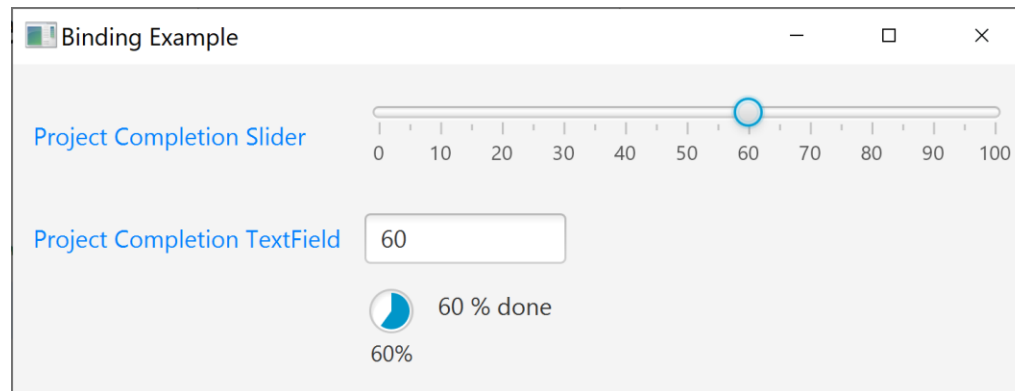 Binding Example
Project Completion Slider
0 10 20 30 40 50 60 70 80 90 100
Project Completion TextField
60
60 % done
60%